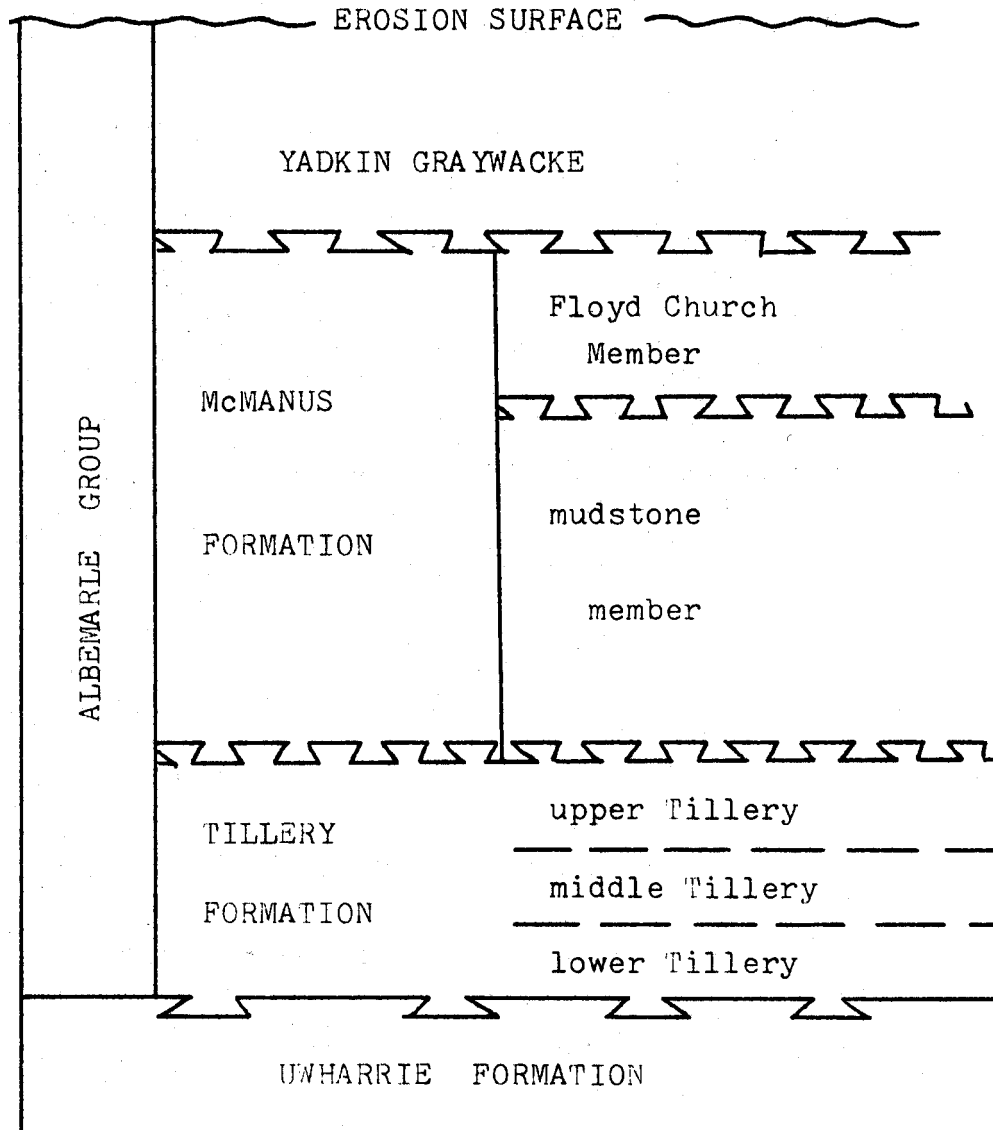 EROSION SURFACE
YADKIN GRAYWACKE
ALBEMARLE GROUP
McMANUS
FORMATION
Floyd Church
Member
mudstone
member
TILLERY
FORMATION
upper Tillery
middle Tillery
lower Tillery
UWHARRIE FORMATION